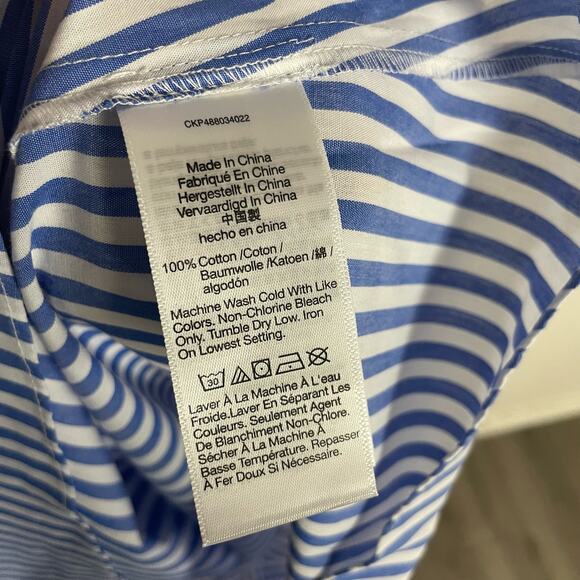 CKP488034022
Made In China
Fabriqué En China
Hergestellt In China
Vervaardigd In China
中国製
hecho en china
100% Cotton /Coton /
Baumwolle /Katoen /綿 /
algodón
Machine Wash Cold With Like
Colors. Non-Chlorine Bleach
Only. Tumble Dry Low. Iron
On Lowest Setting.
30
Laver À La Machine À L'eau
Froide.Laver En Séparant Les
Couleurs. Seulement Agent
De Blanchiment Non-Chlore.
Sécher À La Machine À
Basse Température. Repasser
À Fer Doux Si Nécessaire.